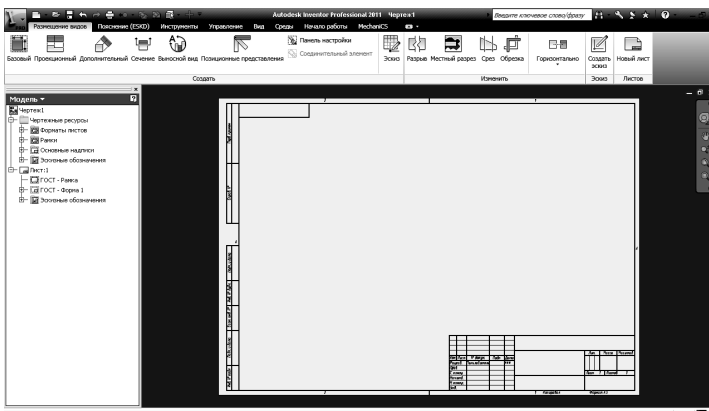 Autodesk Inventor Professional 2011 Чертеж1
Введите ключевое слово/фразу
PRO
Размещение видов Пояснение (ESKD) Инструменты Управление Вид Среды Начало работы MechaniCS
Базовый Проекционный Дополнительный Сечение Выносной вид Позиционные представления
Панель настройки
Соединительный элемент
Эскиз Разрыв Местный разрез Срез Обрезка Горизонтально Создать эскиз Новый лист
Создать Изменить Эскиз Листов
Модель
Чертеж1
Чертежные ресурсы
Форматы листов
Рамки
Основные надписи
Эскизные обозначения
Лист:1
ГОСТ - Рамка
ГОСТ - Форма 1
Эскизные обозначения